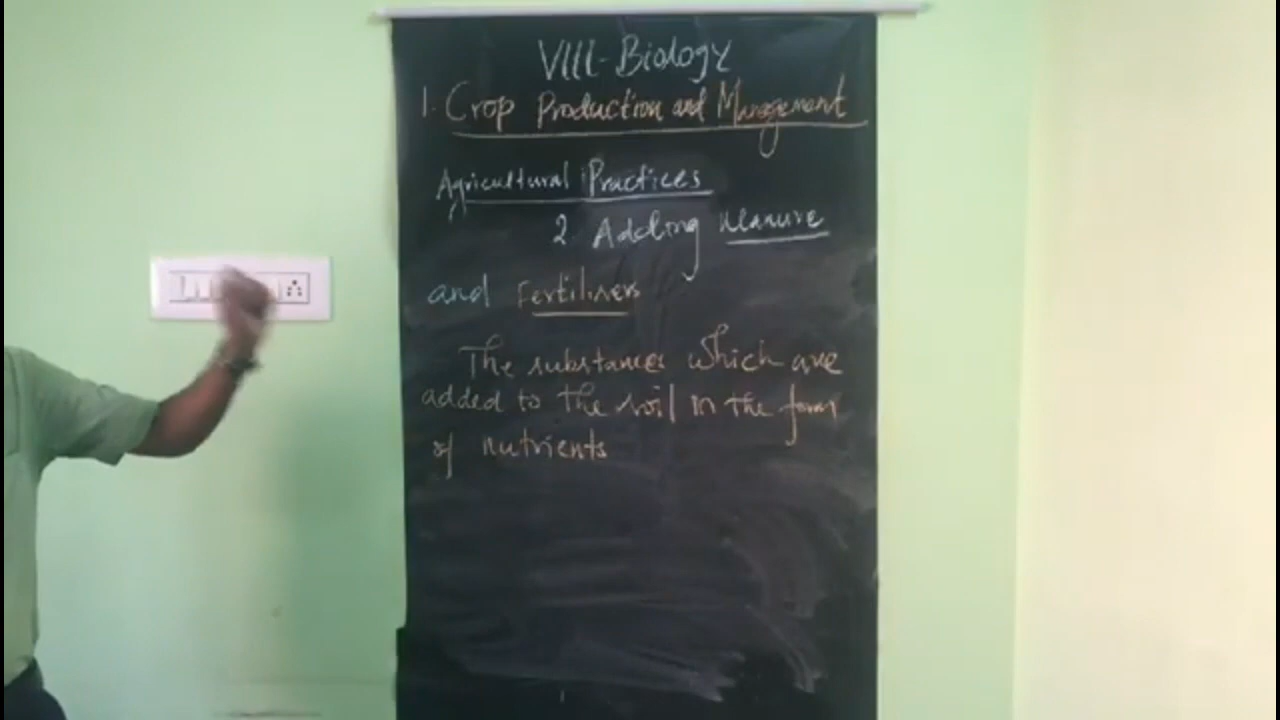 VIII-Biology
1. Crop Production and Management
Agricultural Practices
2. Adding Manure
and Fertilizers
The substances which are
added to the soil in the form
of nutrients